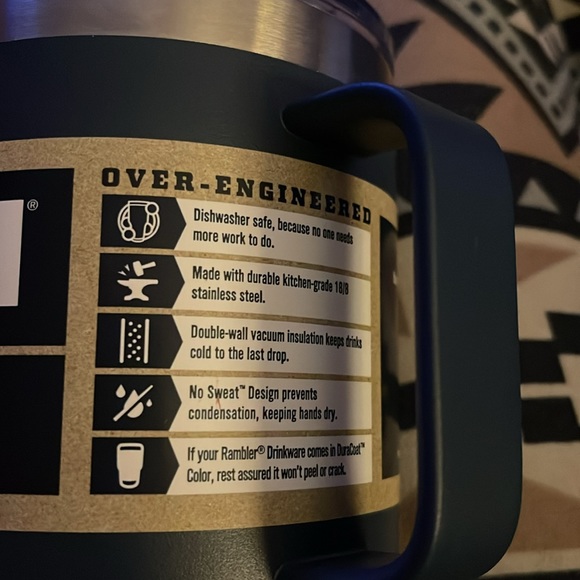 ®
OVER-ENGINEERED
Dishwasher safe, because no one needs
more work to do.
Made with durable kitchen-grade 18/8
stainless steel.
Double-wall vacuum insulation keeps drinks
cold to the last drop.
No Sweat™ Design prevents
condensation, keeping hands dry.
If your Rambler® Drinkware comes in DuraCoat™
Color, rest assured it won't peel or crack.